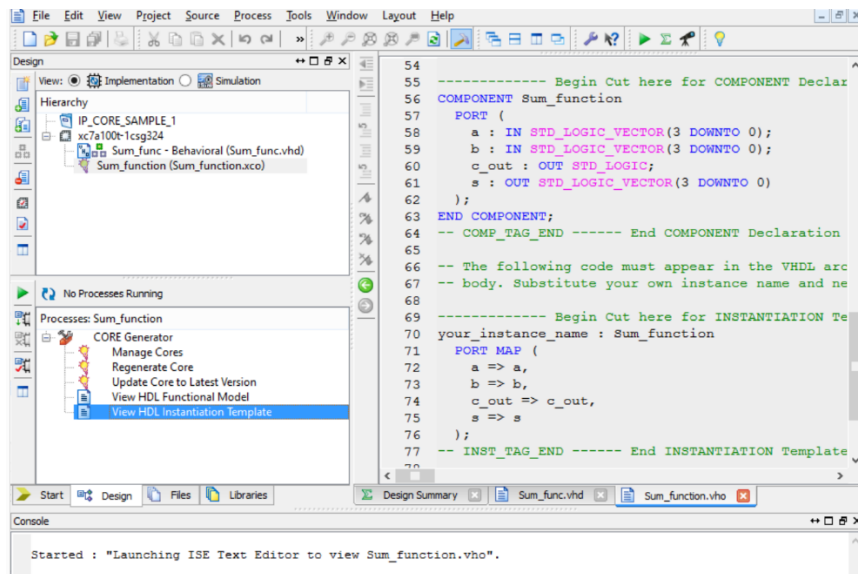 File Edit View Project Source Process Tools Window Layout Help
Design
View: Implementation Simulation
Hierarchy
IP_CORE_SAMPLE_1
xc7a100t-1csg324
Sum_func - Behavioral (Sum_func.vhd)
Sum_function (Sum_function.xco)
No Processes Running
Processes: Sum_function
CORE Generator
Manage Cores
Regenerate Core
Update Core to Latest Version
View HDL Functional Model
View HDL Instantiation Template
Start Design Files Libraries
54
55 ------------- Begin Cut here for COMPONENT Declar
56 COMPONENT Sum_function
57 PORT (
58 a : IN STD_LOGIC_VECTOR(3 DOWNTO 0);
59 b : IN STD_LOGIC_VECTOR(3 DOWNTO 0);
60 c_out : OUT STD_LOGIC;
61 s : OUT STD_LOGIC_VECTOR(3 DOWNTO 0)
62 );
63 END COMPONENT;
64 -- COMP_TAG_END ------ End COMPONENT Declaration
65
66 -- The following code must appear in the VHDL arc
67 -- body. Substitute your own instance name and ne
68
69 ------------- Begin Cut here for INSTANTIATION Te
70 your_instance_name : Sum_function
71 PORT MAP (
72 a => a,
73 b => b,
74 c_out => c_out,
75 s => s
76 );
77 -- INST_TAG_END ------ End INSTANTIATION Template
Design Summary Sum_func.vhd Sum_function.vho
Console
Started : "Launching ISE Text Editor to view Sum_function.vho".